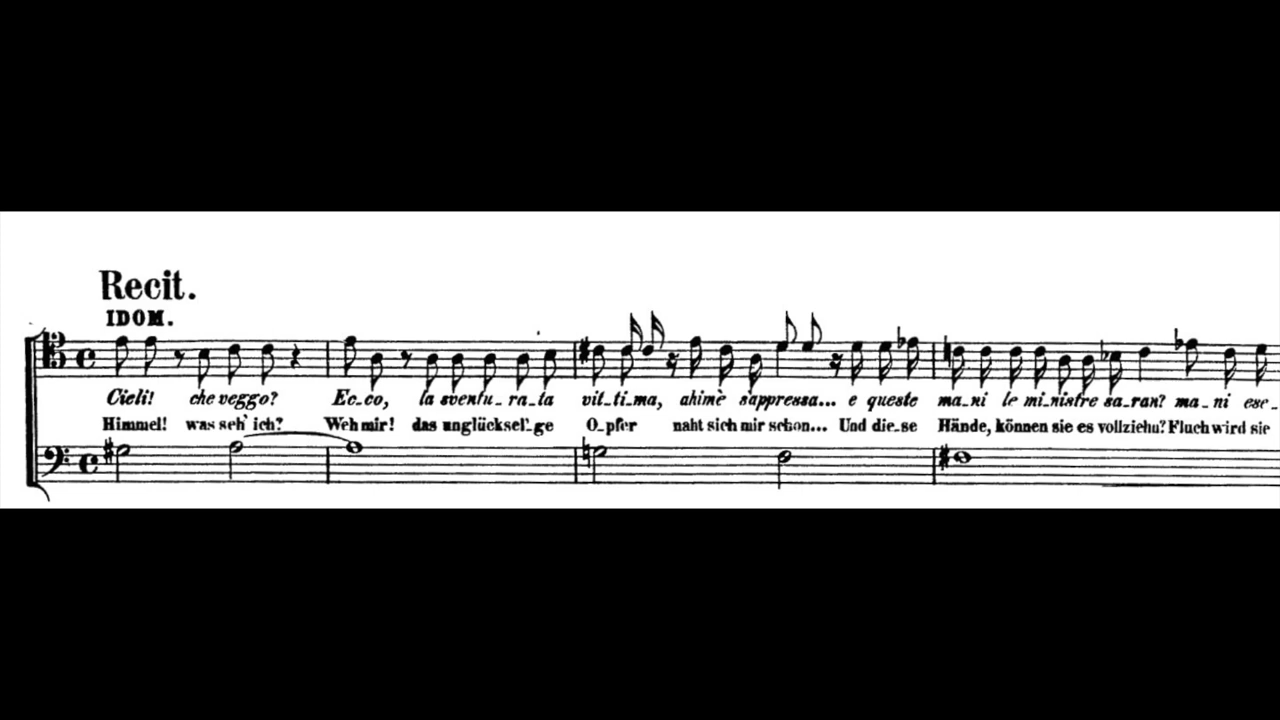 Recit.
IDOM.
Cieli! che veggo? Ec_co, la sventu_ra_ta vit_ti_ma, ahimè s'appressa... e queste ma_ni le mi_nistre sa_ran? ma_ni ese_
Himmel! was seh' ich? Weh mir! das unglücksel'_ge O_pfer naht sich mir schon... Und die_se Hände, können sie es vollziehn? Fluch wird sie